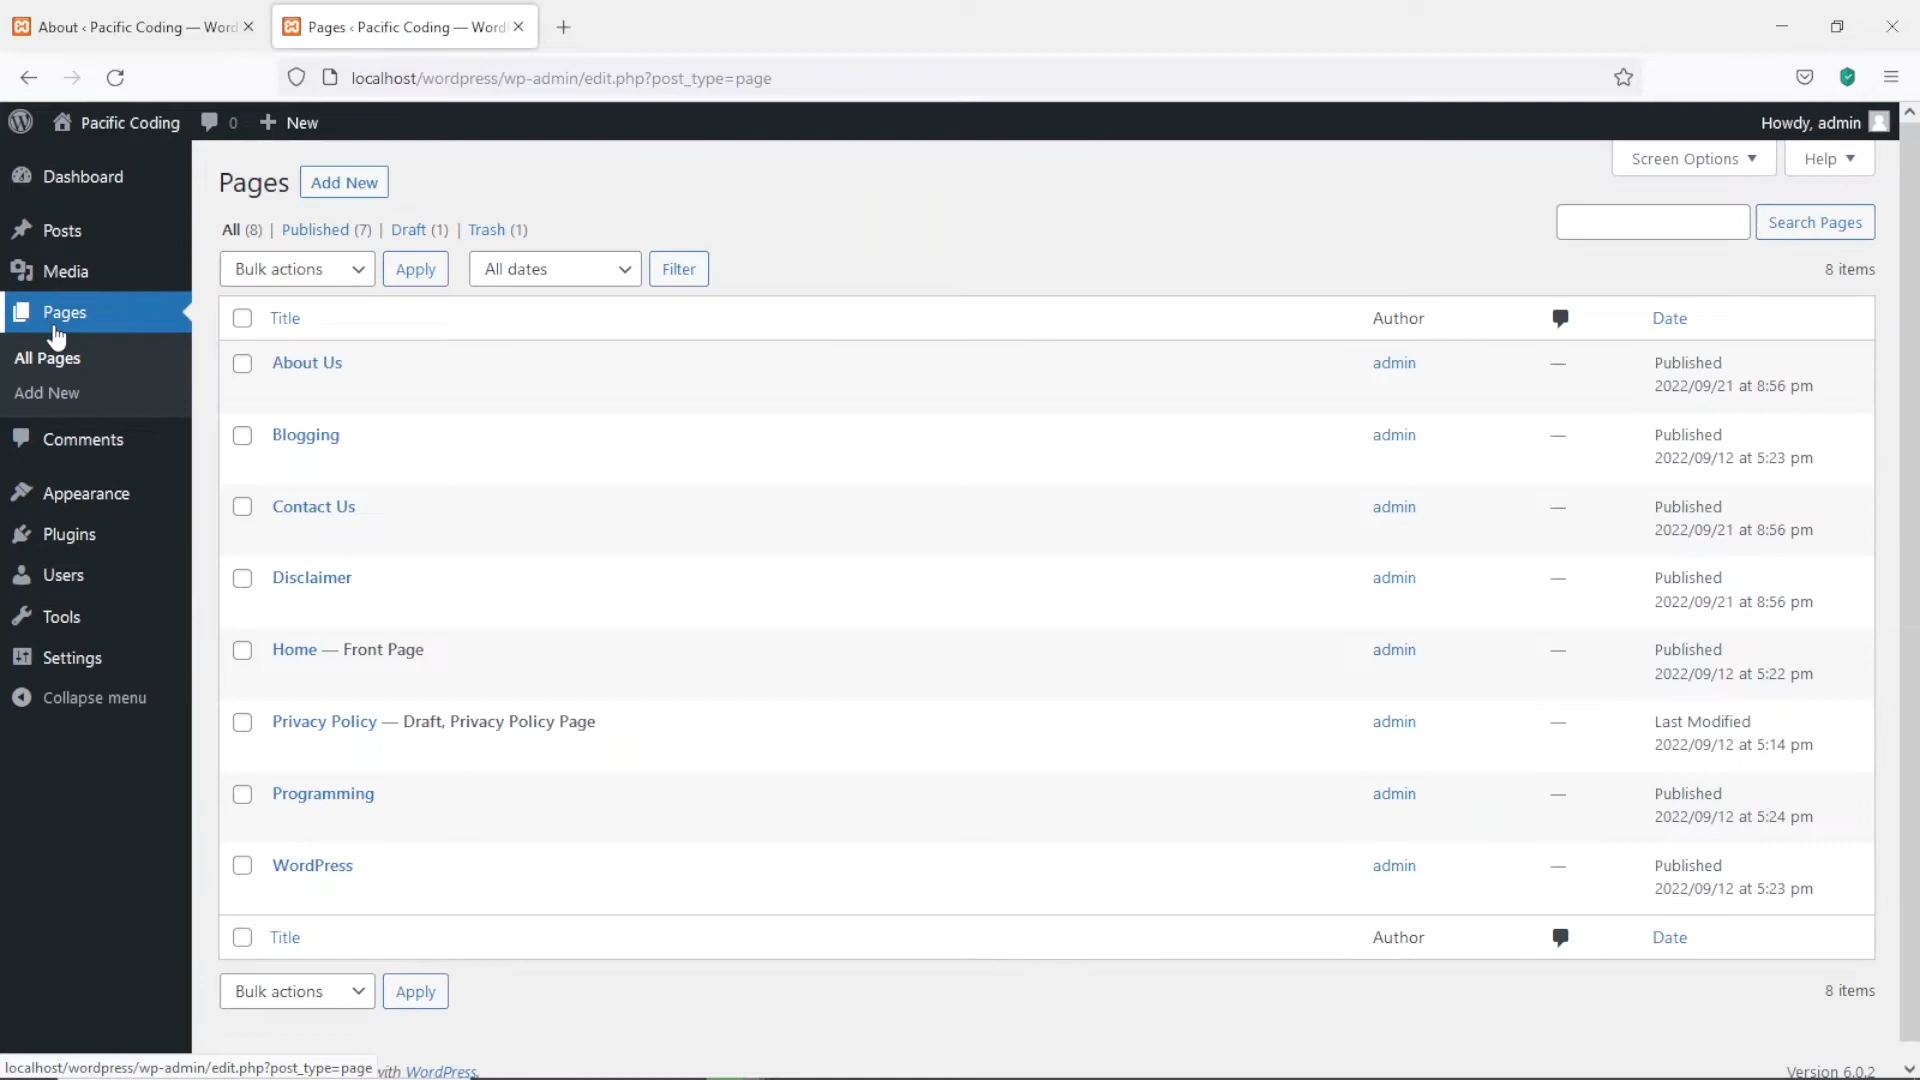 About ‹ Pacific Coding — Word
Pages ‹ Pacific Coding — Word
localhost/wordpress/wp-admin/edit.php?post_type=page
Pacific Coding 0 New Howdy, admin
Dashboard
Posts
Media
Pages
All Pages
Add New
Comments
Appearance
Plugins
Users
Tools
Settings
Collapse menu
Screen Options Help
Pages Add New
All (8) | Published (7) | Draft (1) | Trash (1)
Search Pages
Bulk actions Apply All dates Filter 8 items
Title Author Date
About Us admin — Published
2022/09/21 at 8:56 pm
Blogging admin — Published
2022/09/12 at 5:23 pm
Contact Us admin — Published
2022/09/21 at 8:56 pm
Disclaimer admin — Published
2022/09/21 at 8:56 pm
Home — Front Page admin — Published
2022/09/12 at 5:22 pm
Privacy Policy — Draft, Privacy Policy Page admin — Last Modified
2022/09/12 at 5:14 pm
Programming admin — Published
2022/09/12 at 5:24 pm
WordPress admin — Published
2022/09/12 at 5:23 pm
Title Author Date
Bulk actions Apply 8 items
localhost/wordpress/wp-admin/edit.php?post_type=page with WordPress. Version 6.0.2